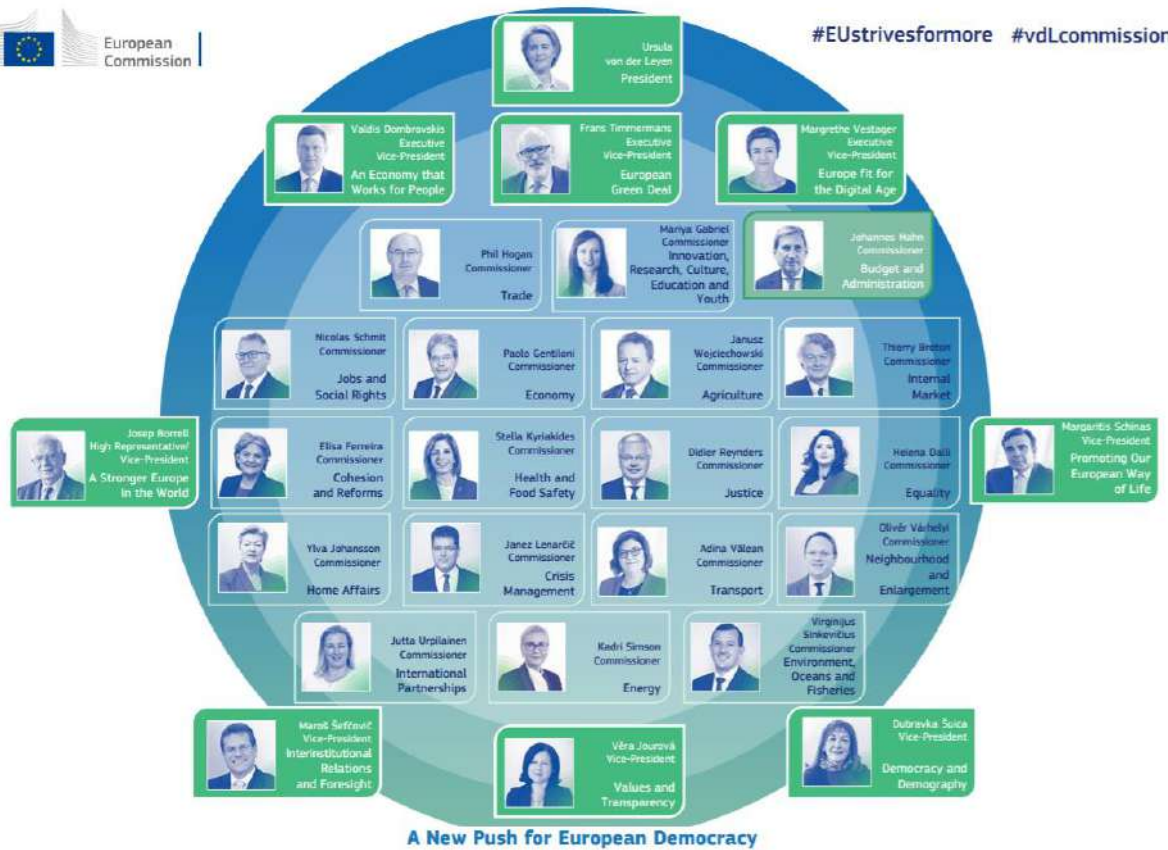 European
Commission
#EUstrivesformore #vdLcommission
Ursula
von der Leyen
President
Valdis Dombrovskis
Executive
Vice-President
An Economy that
Works for People
Frans Timmermans
Executive
Vice-President
European
Green Deal
Margrethe Vestager
Executive
Vice-President
Europe fit for
the Digital Age
Phil Hogan
Commissioner
Trade
Mariya Gabriel
Commissioner
Innovation,
Research, Culture,
Education and
Youth
Johannes Hahn
Commissioner
Budget and
Administration
Nicolas Schmit
Commissioner
Jobs and
Social Rights
Paolo Gentiloni
Commissioner
Economy
Janusz
Wojciechowski
Commissioner
Agriculture
Thierry Breton
Commissioner
Internal
Market
Josep Borrell
High Representative/
Vice-President
A Stronger Europe
in the World
Elisa Ferreira
Commissioner
Cohesion
and Reforms
Stella Kyriakides
Commissioner
Health and
Food Safety
Didier Reynders
Commissioner
Justice
Helena Dalli
Commissioner
Equality
Margaritis Schinas
Vice-President
Promoting Our
European Way
of Life
Ylva Johansson
Commissioner
Home Affairs
Janez Lenarčič
Commissioner
Crisis
Management
Adina Vălean
Commissioner
Transport
Olivér Várhelyi
Commissioner
Neighbourhood
and
Enlargement
Jutta Urpilainen
Commissioner
International
Partnerships
Kadri Simson
Commissioner
Energy
Virginijus
Sinkevičius
Commissioner
Environment,
Oceans and
Fisheries
Maroš Šefčovič
Vice-President
Interinstitutional
Relations
and Foresight
Věra Jourová
Vice-President
Values and
Transparency
Dubravka Šuica
Vice-President
Democracy and
Demography
A New Push for European Democracy